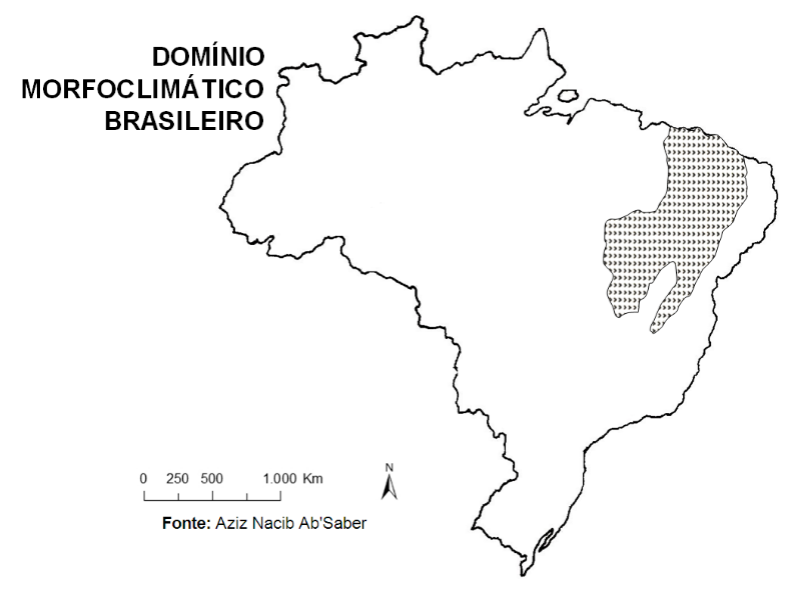 DOMÍNIO
MORFOCLIMÁTICO
BRASILEIRO
N
0 250 500 1.000 Km
Fonte: Aziz Nacib Ab'Saber